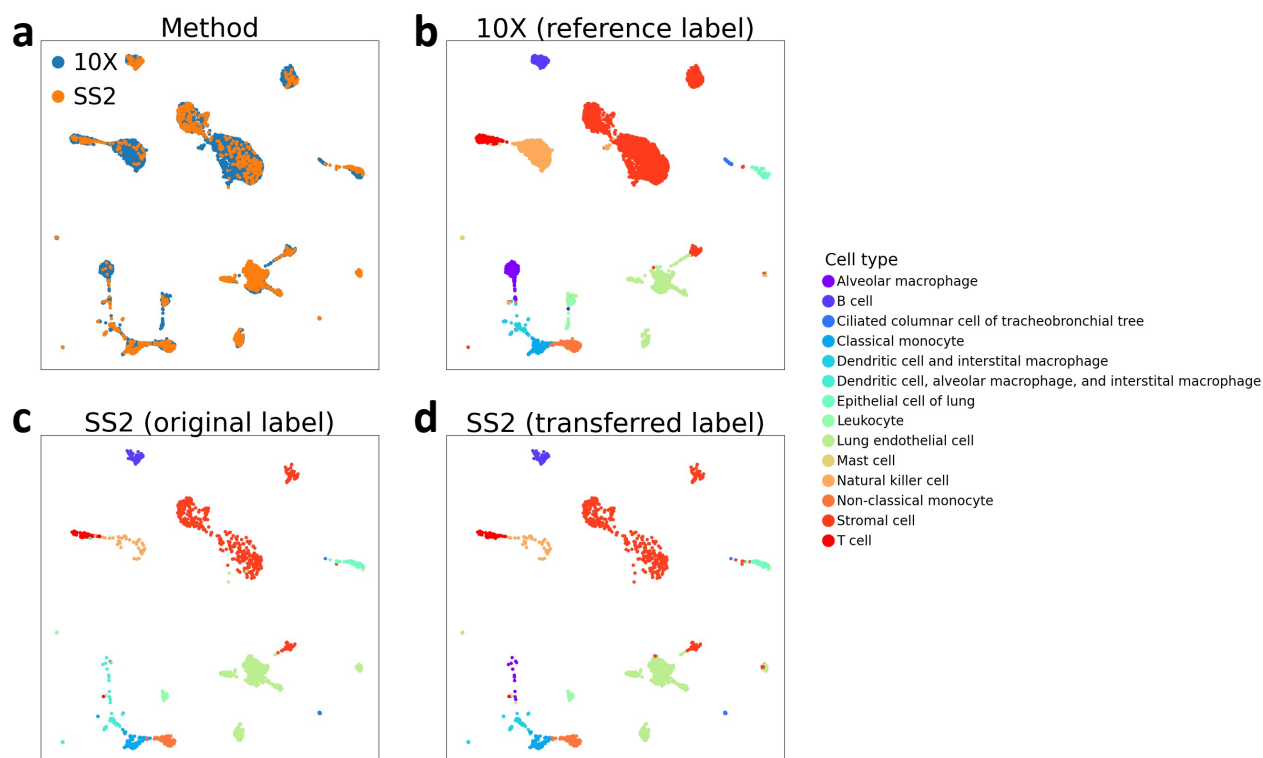 a
Method
10X
SS2
b
10X (reference label)
c
SS2 (original label)
d
SS2 (transferred label)
Cell type
Alveolar macrophage
B cell
Ciliated columnar cell of tracheobronchial tree
Classical monocyte
Dendritic cell and interstital macrophage
Dendritic cell, alveolar macrophage, and interstital macrophage
Epithelial cell of lung
Leukocyte
Lung endothelial cell
Mast cell
Natural killer cell
Non-classical monocyte
Stromal cell
T cell